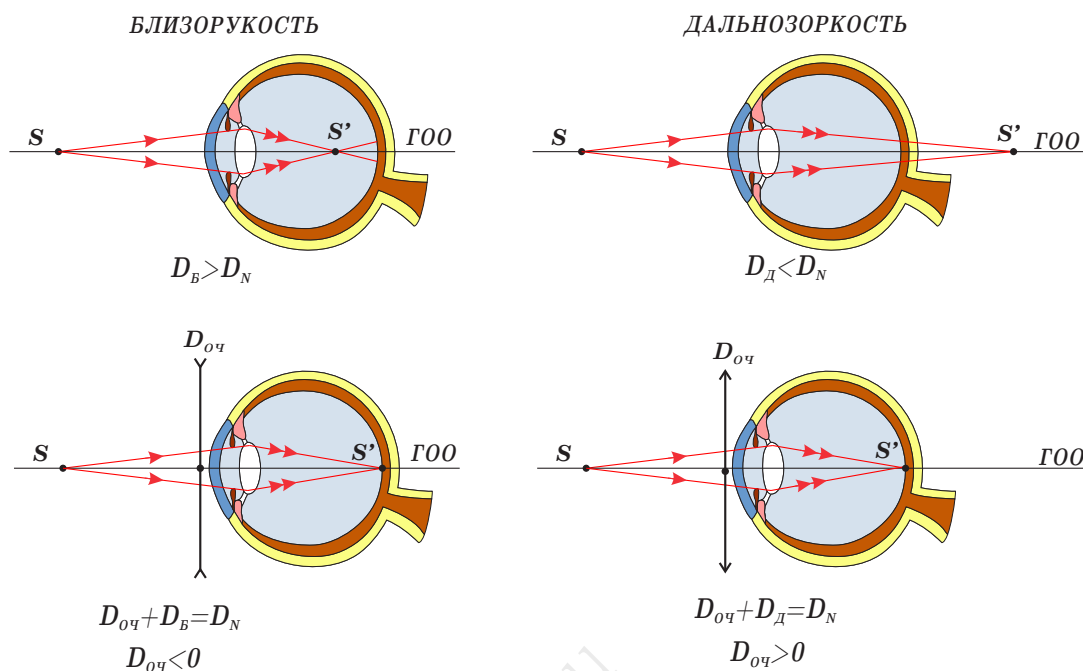 БЛИЗОРУКОСТЬ
S
S’
ГОО
D_Б>D_N
D_оч
S
S’
ГОО
D_оч+D_Б=D_N
D_оч<0
ДАЛЬНОЗОРКОСТЬ
S
S’
ГОО
D_Д<D_N
D_оч
S
S’
ГОО
D_оч+D_Д=D_N
D_оч>0